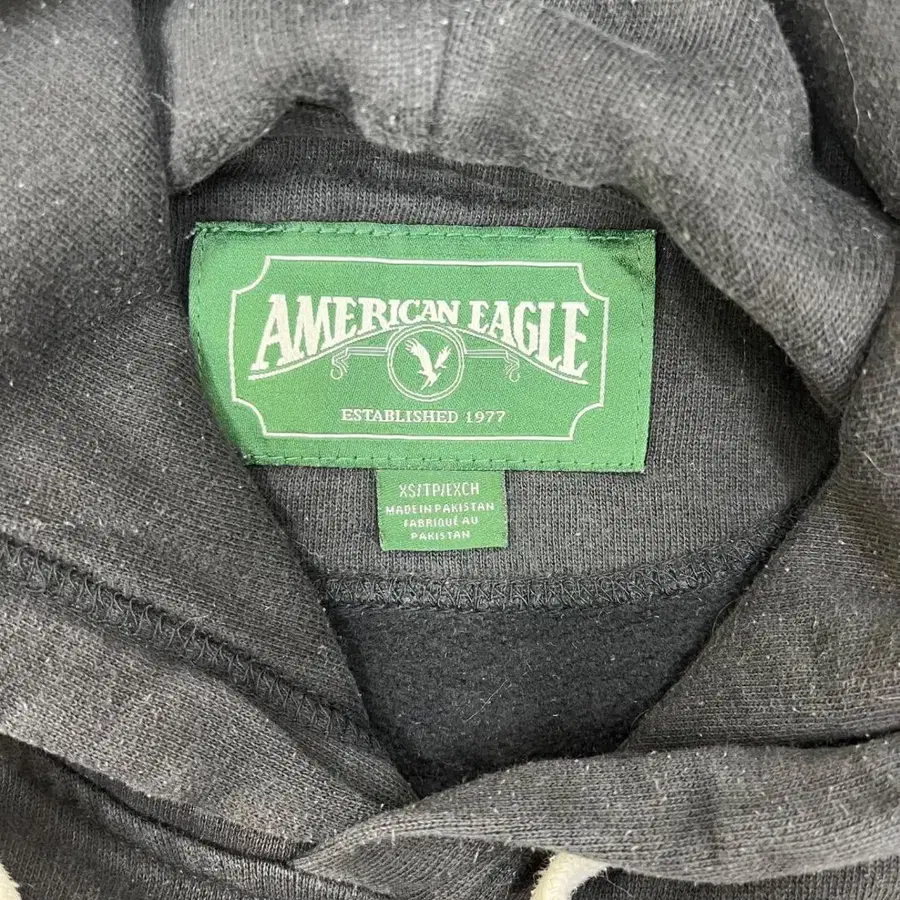 AMERICAN EAGLE
ESTABLISHED 1977
XS/TP/EXCH
MADE IN PAKISTAN
FABRIQUÉ AU
PAKISTAN